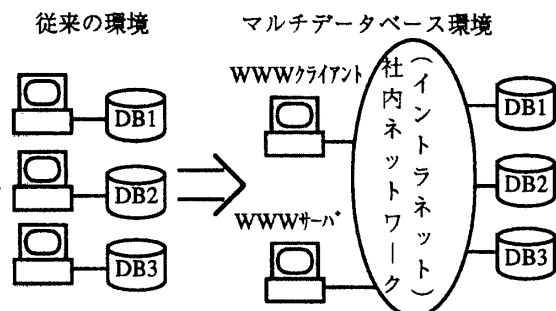 従来の環境
マルチデータベース環境
DB1
DB2
DB3
WWWクライアント
WWWサーバ
社内ネットワーク
(イントラネット)
DB1
DB2
DB3